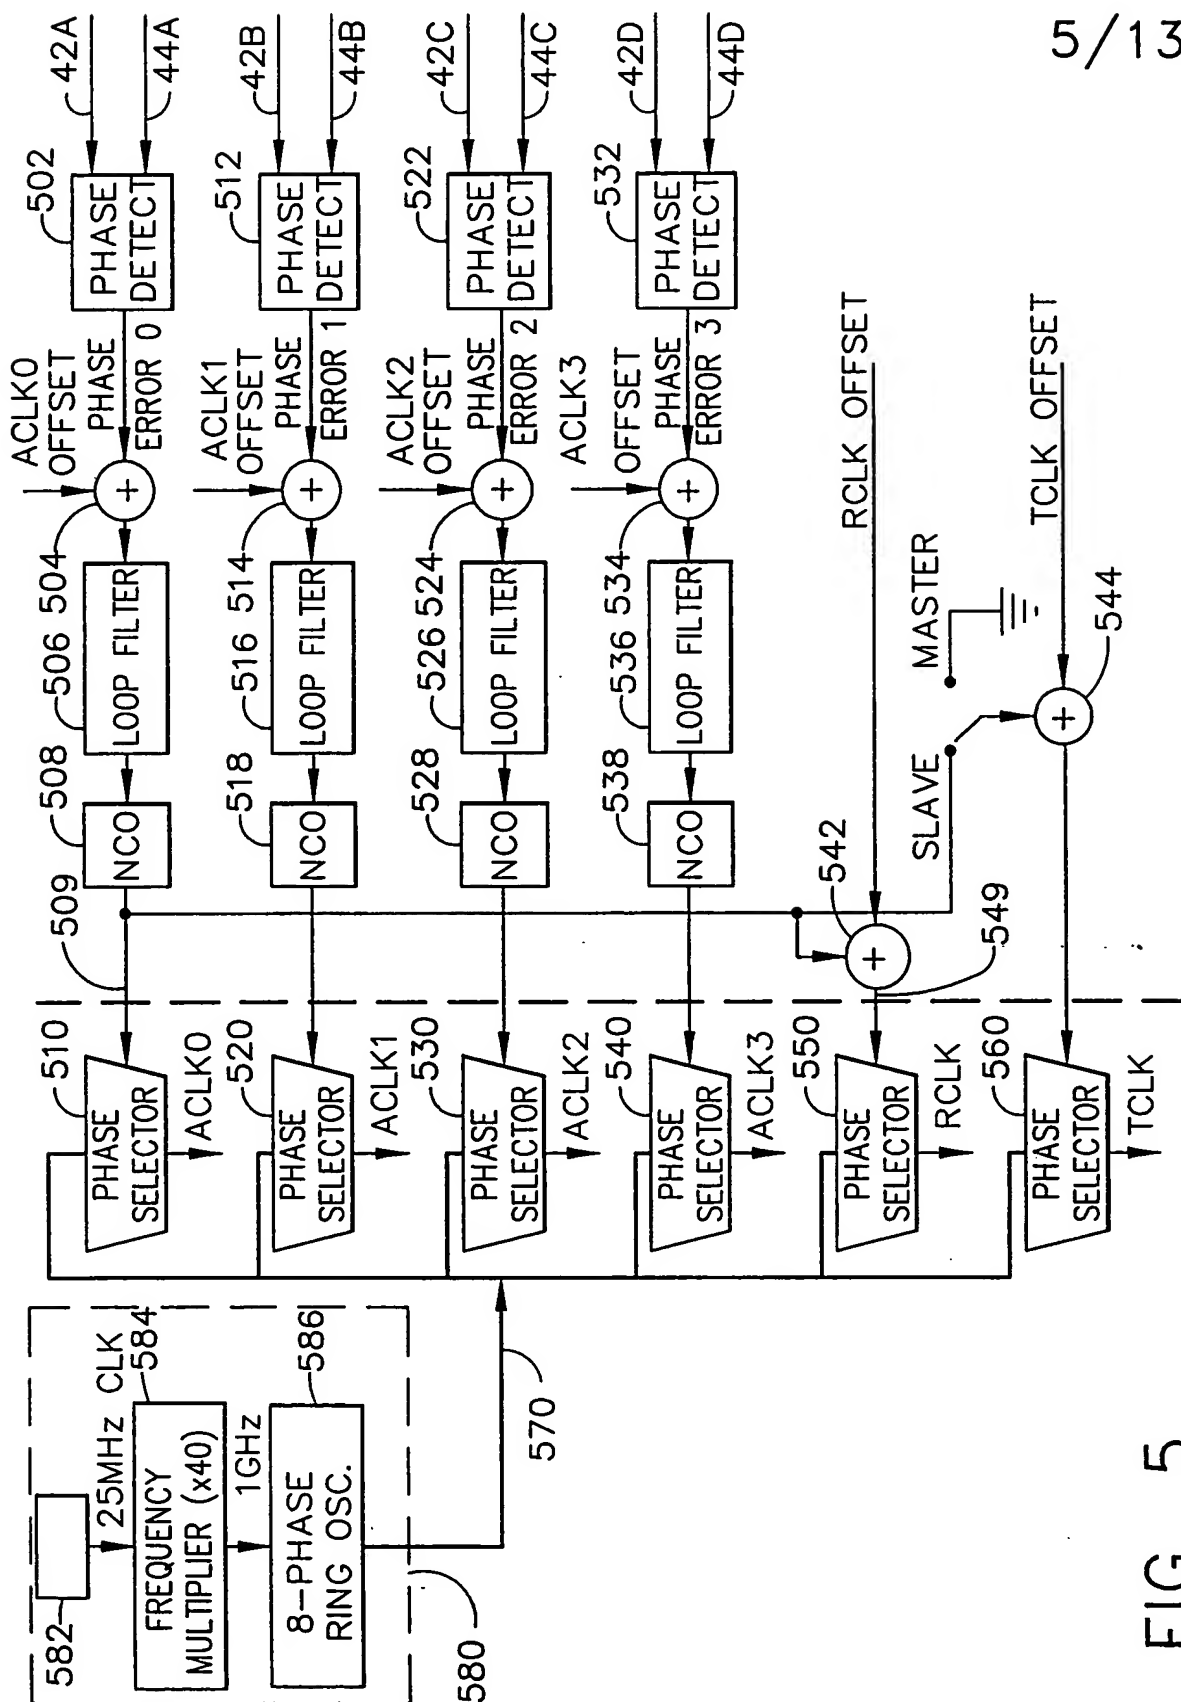 5/13
42A
44A
502
PHASE
DETECT
PHASE
ERROR 0
ACLK0
OFFSET
504
506
LOOP FILTER
508
NCO
509
510
PHASE
SELECTOR
ACLK0
42B
44B
512
PHASE
DETECT
PHASE
ERROR 1
ACLK1
OFFSET
514
516
LOOP FILTER
518
NCO
520
PHASE
SELECTOR
ACLK1
42C
44C
522
PHASE
DETECT
PHASE
ERROR 2
ACLK2
OFFSET
524
526
LOOP FILTER
528
NCO
530
PHASE
SELECTOR
ACLK2
42D
44D
532
PHASE
DETECT
PHASE
ERROR 3
ACLK3
OFFSET
534
536
LOOP FILTER
538
NCO
540
PHASE
SELECTOR
ACLK3
RCLK OFFSET
542
549
550
PHASE
SELECTOR
RCLK
TCLK OFFSET
MASTER
SLAVE
544
560
PHASE
SELECTOR
TCLK
582
25MHz CLK
584
FREQUENCY
MULTIPLIER (x40)
1GHz
586
8-PHASE
RING OSC.
580
570
FIG. 5